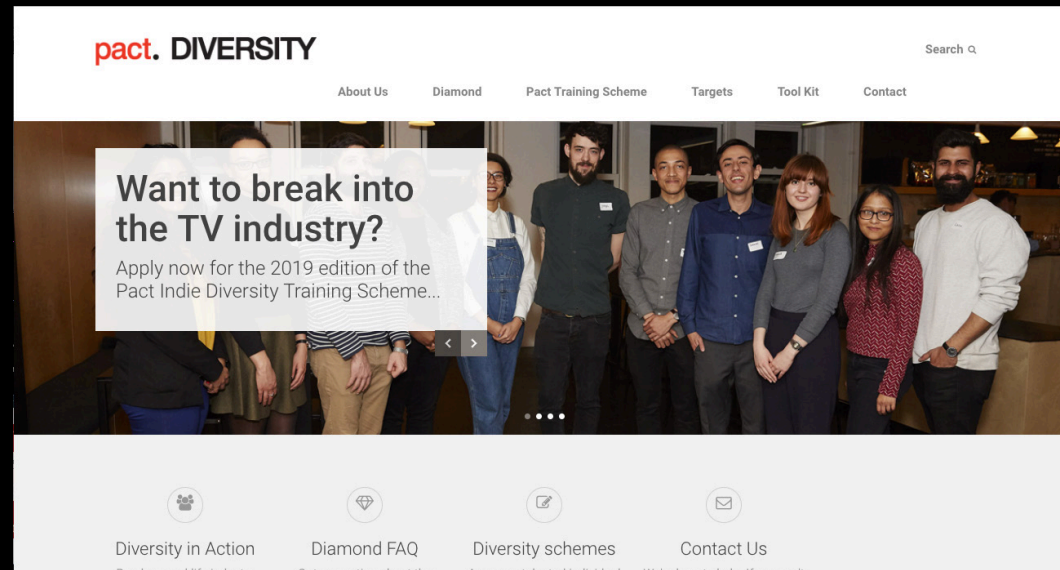 pact. DIVERSITY
Search
About Us Diamond Pact Training Scheme Targets Tool Kit Contact
Want to break into
the TV industry?
Apply now for the 2019 edition of the
Pact Indie Diversity Training Scheme...
Diversity in Action Diamond FAQ Diversity schemes Contact Us